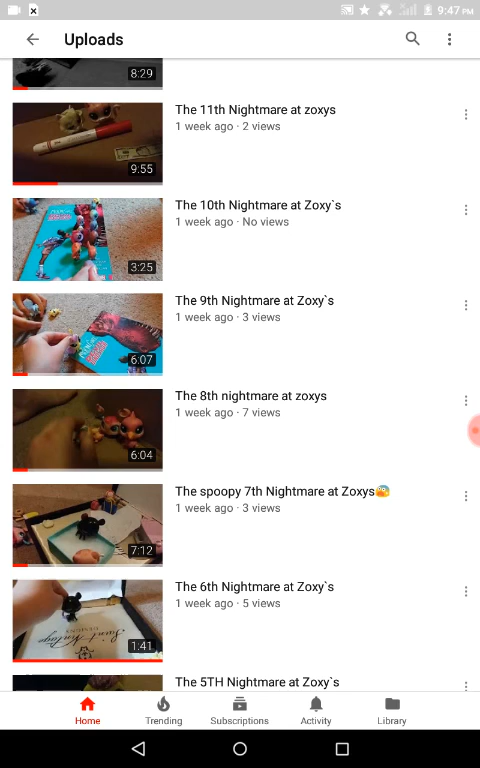 9:47 PM
Uploads
8:29
The 11th Nightmare at zoxys
1 week ago · 2 views
9:55
The 10th Nightmare at Zoxy`s
1 week ago · No views
3:25
The 9th Nightmare at Zoxy`s
1 week ago · 3 views
6:07
The 8th nightmare at zoxys
1 week ago · 7 views
6:04
The spoopy 7th Nightmare at Zoxys😨
1 week ago · 3 views
7:12
The 6th Nightmare at Zoxy`s
1 week ago · 5 views
1:41
The 5TH Nightmare at Zoxy`s
Home Trending Subscriptions Activity Library